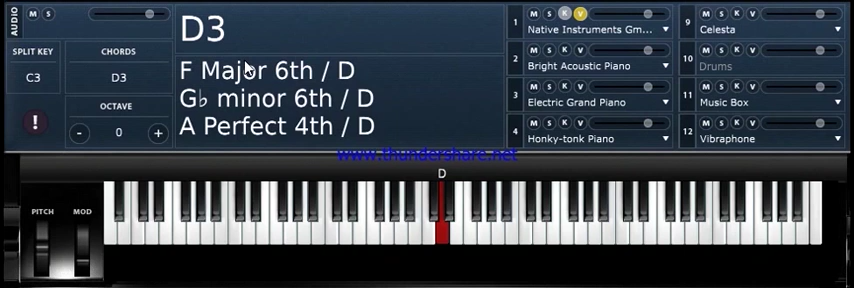 AUDIO
M S
SPLIT KEY
C3
!
CHORDS
D3
OCTAVE
- 0 +
D3
F Major 6th / D
G♭ minor 6th / D
A Perfect 4th / D
1 M S K V
Native Instruments Gm...
2 M S K V
Bright Acoustic Piano
3 M S K V
Electric Grand Piano
4 M S K V
Honky-tonk Piano
9 M S K V
Celesta
10 M S K V
Drums
11 M S K V
Music Box
12 M S K V
Vibraphone
www.thundershare.net
D
PITCH
MOD